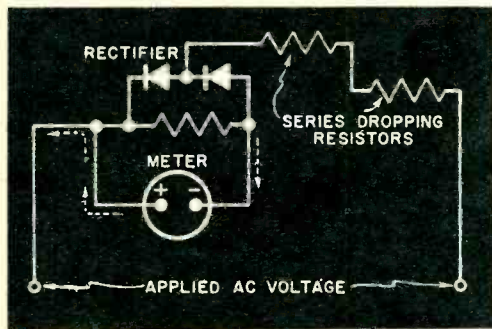 RECTIFIER
SERIES DROPPING
RESISTORS
METER
+ -
APPLIED AC VOLTAGE